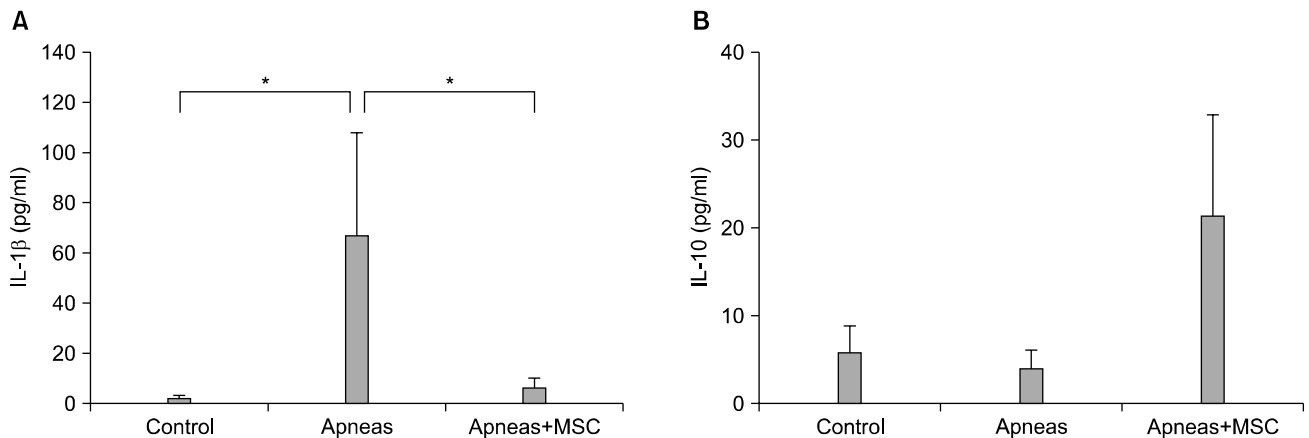 A
140
120
100
80
60
40
20
0
IL-1β (pg/ml)
* *
Control Apneas Apneas+MSC
B
40
30
20
10
0
IL-10 (pg/ml)
Control Apneas Apneas+MSC